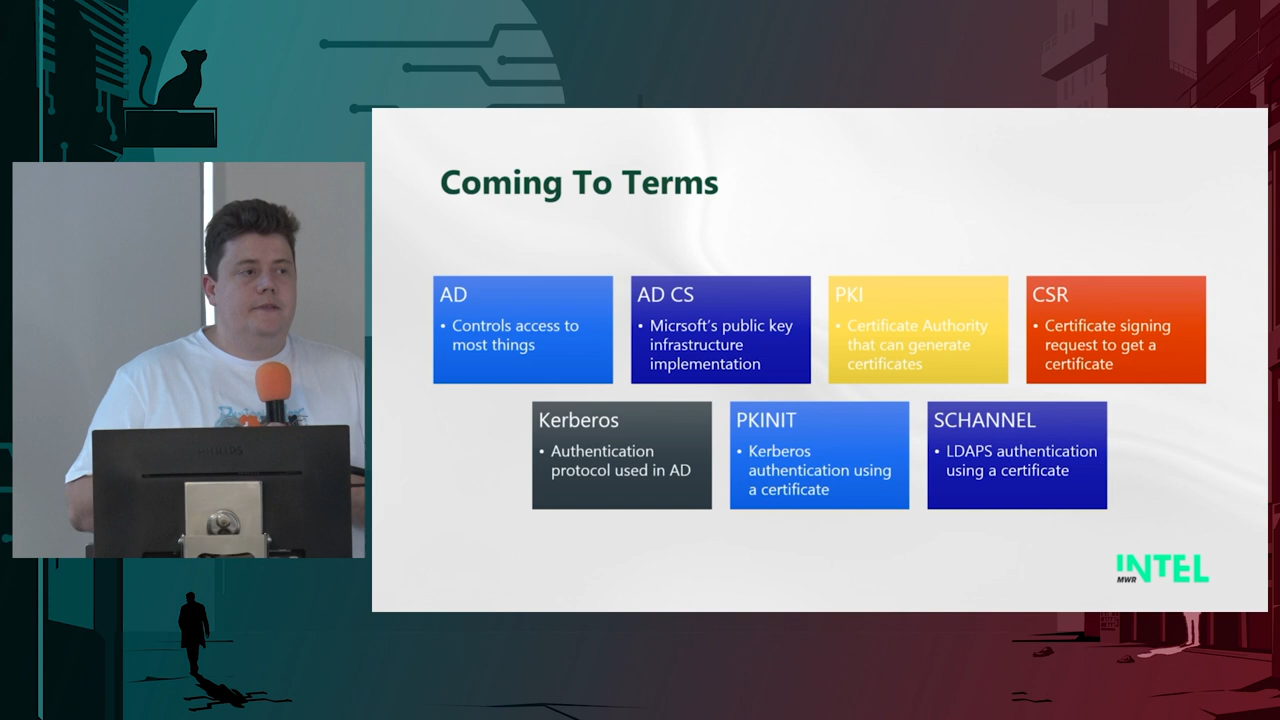 Coming To Terms
AD
• Controls access to
most things
AD CS
• Micrsoft's public key
infrastructure
implementation
PKI
• Certificate Authority
that can generate
certificates
CSR
• Certificate signing
request to get a
certificate
Kerberos
• Authentication
protocol used in AD
PKINIT
• Kerberos
authentication using
a certificate
SCHANNEL
• LDAPS authentication
using a certificate
INTEL
MWR
PHILIPS